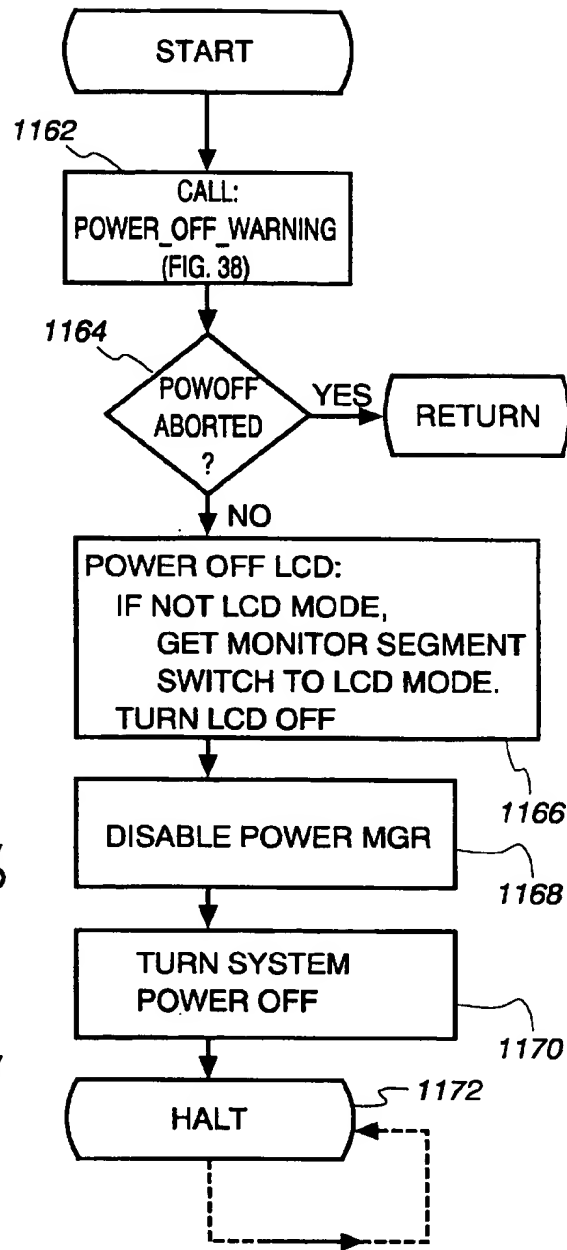 START
1162
CALL:
POWER_OFF_WARNING
(FIG. 38)
1164
POWOFF
ABORTED
?
YES
RETURN
NO
POWER OFF LCD:
IF NOT LCD MODE,
GET MONITOR SEGMENT
SWITCH TO LCD MODE.
TURN LCD OFF
1166
DISABLE POWER MGR
1168
TURN SYSTEM
POWER OFF
1170
HALT
1172